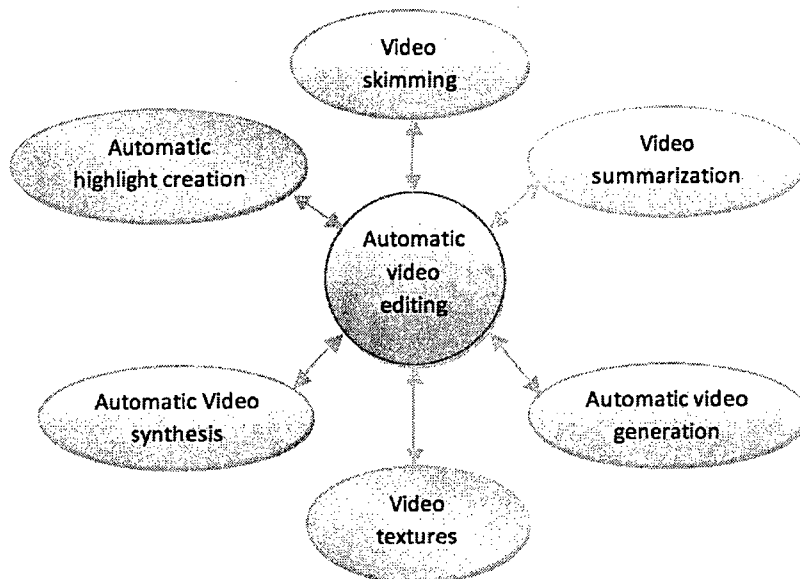 Video
skimming
Automatic
highlight creation
Video
summarization
Automatic
video
editing
Automatic Video
synthesis
Automatic video
generation
Video
textures